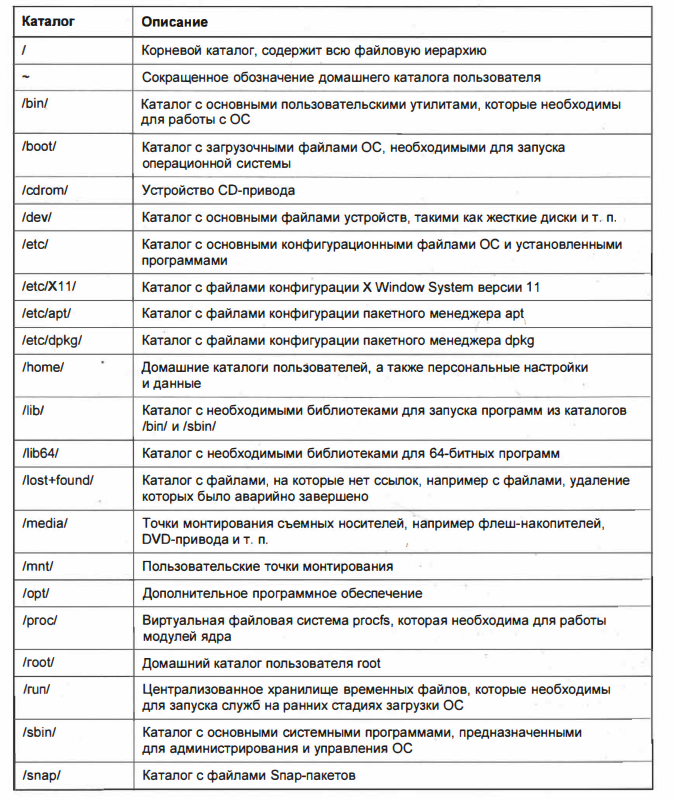 Каталог Описание
/ Корневой каталог, содержит всю файловую иерархию
~ Сокращенное обозначение домашнего каталога пользователя
/bin/ Каталог с основными пользовательскими утилитами, которые необходимы
для работы с ОС
/boot/ Каталог с загрузочными файлами ОС, необходимыми для запуска
операционной системы
/cdrom/ Устройство CD-привода
/dev/ Каталог с основными файлами устройств, такими как жесткие диски и т. п.
/etc/ Каталог с основными конфигурационными файлами ОС и установленными
программами
/etc/X11/ Каталог с файлами конфигурации X Window System версии 11
/etc/apt/ Каталог с файлами конфигурации пакетного менеджера apt
/etc/dpkg/ Каталог с файлами конфигурации пакетного менеджера dpkg
/home/ Домашние каталоги пользователей, а также персональные настройки
и данные
/lib/ Каталог с необходимыми библиотеками для запуска программ из каталогов
/bin/ и /sbin/
/lib64/ Каталог с необходимыми библиотеками для 64-битных программ
/lost+found/ Каталог с файлами, на которые нет ссылок, например с файлами, удаление
которых было аварийно завершено
/media/ Точки монтирования съемных носителей, например флеш-накопителей,
DVD-привода и т. п.
/mnt/ Пользовательские точки монтирования
/opt/ Дополнительное программное обеспечение
/proc/ Виртуальная файловая система procfs, которая необходима для работы
модулей ядра
/root/ Домашний каталог пользователя root
/run/ Централизованное хранилище временных файлов, которые необходимы
для запуска служб на ранних стадиях загрузки ОС
/sbin/ Каталог с основными системными программами, предназначенными
для администрирования и управления ОС
/snap/ Каталог с файлами Snap-пакетов